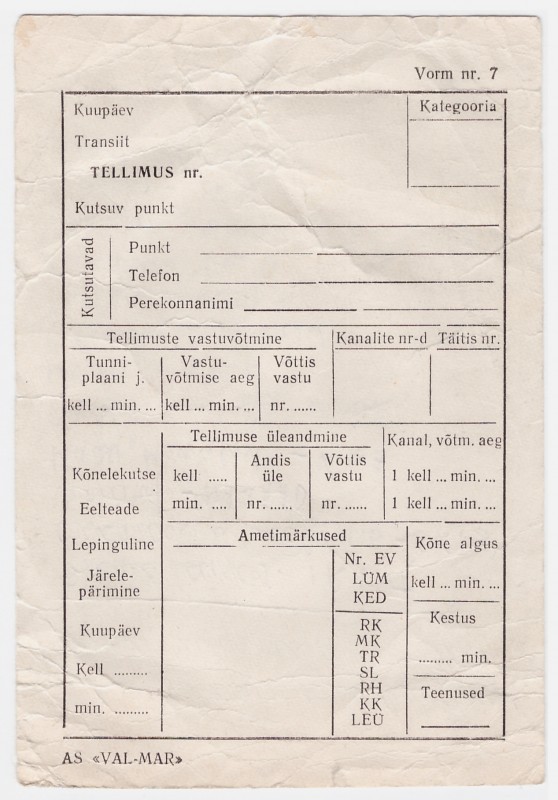 Vorm nr. 7
Kuupäev
Kategooria
Transiit
TELLIMUS nr.
Kutsuv punkt
Kutsutavad
Punkt
Telefon
Perekonnanimi
Tellimuste vastuvõtmine
Kanalite nr-d
Täitis nr.
Tunni-
plaani j.
kell ... min. ...
Vastu-
võtmise aeg
kell ... min. ...
Võttis
vastu
nr. ......
Kõnelekutse
Eelteade
Lepinguline
Järele-
pärimine
Kuupäev
Kell .........
min. .........
Tellimuse üleandmine
kell .....
min. ....
Andis
üle
nr. ......
Võttis
vastu
nr. ......
Kanal, võtm. aeg
1 kell ... min. ...
1 kell ... min. ...
Ametimärkused
Nr. EV
LÜM
KED
RK
MK
TR
SL
RH
KK
LEÜ
Kõne algus
kell ... min. ...
Kestus
......... min.
Teenused
AS «VAL-MAR»